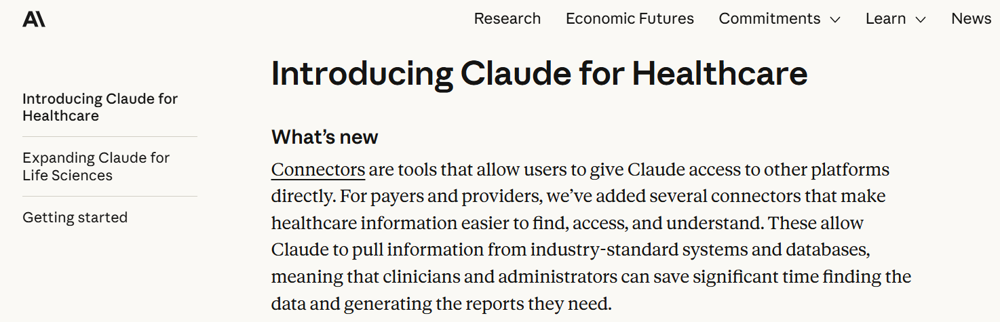 A\
Research Economic Futures Commitments Learn News
Introducing Claude for
Healthcare
Expanding Claude for
Life Sciences
Getting started
Introducing Claude for Healthcare
What’s new
Connectors are tools that allow users to give Claude access to other platforms
directly. For payers and providers, we’ve added several connectors that make
healthcare information easier to find, access, and understand. These allow
Claude to pull information from industry-standard systems and databases,
meaning that clinicians and administrators can save significant time finding the
data and generating the reports they need.